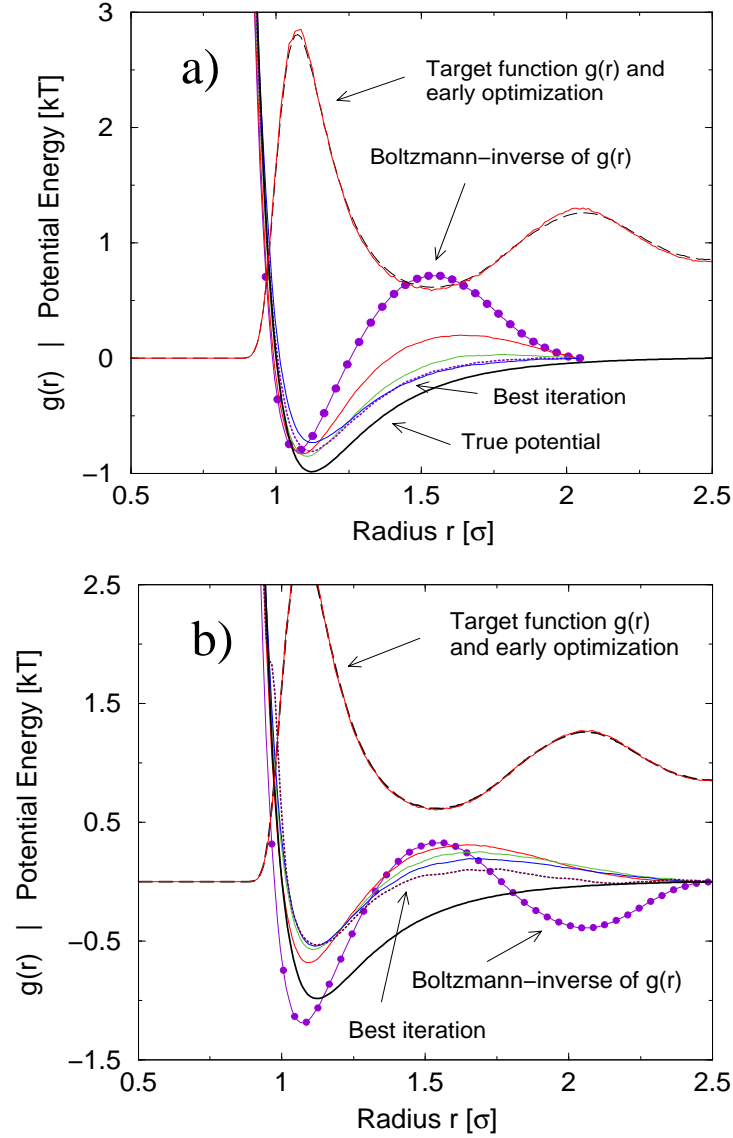 3
2
1
0
−1
a)
Target function g(r) and
early optimization
Boltzmann−inverse of g(r)
Best iteration
True potential
0.5
1
1.5
2
2.5
Radius r [σ]
g(r) | Potential Energy [kT]
2.5
1.5
0.5
−0.5
−1.5
b)
Target function g(r)
and early optimization
Boltzmann−inverse of g(r)
Best iteration
0.5
1
1.5
2
2.5
Radius r [σ]
g(r) | Potential Energy [kT]